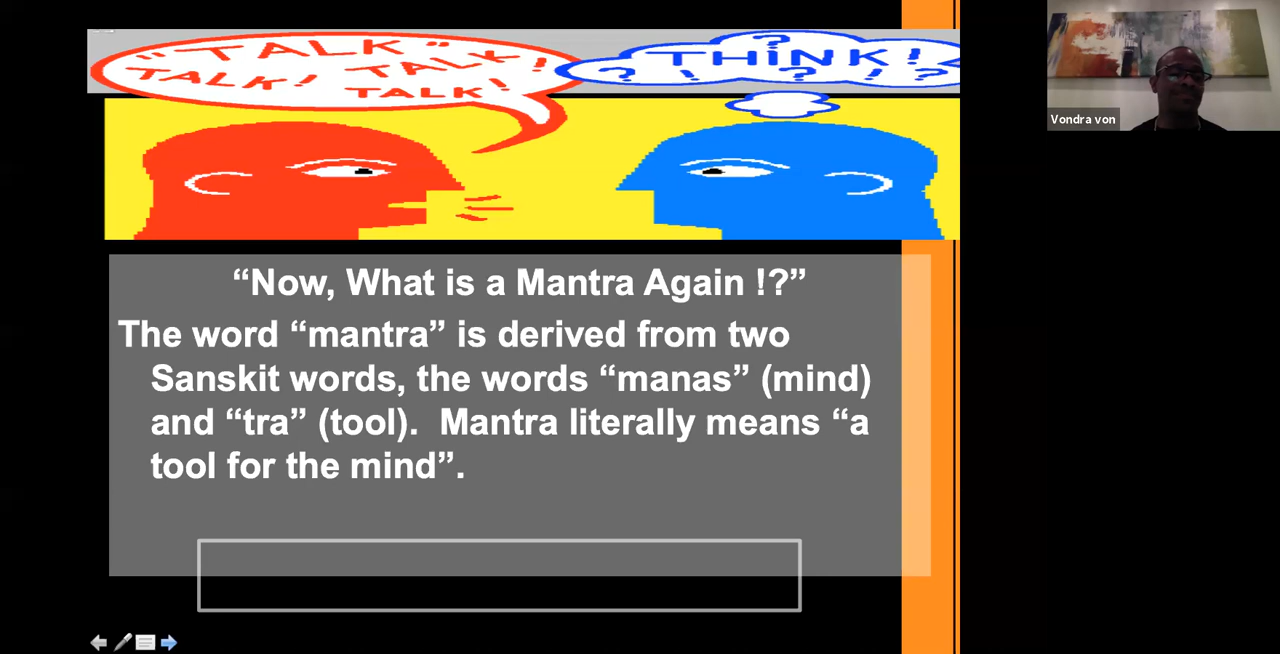 "TALK"
TALK! TALK!
TALK!
THINK!
? ! ? ! ?
?
“Now, What is a Mantra Again !?”
The word “mantra” is derived from two
Sanskit words, the words “manas” (mind)
and “tra” (tool). Mantra literally means “a
tool for the mind”.
Vondra von